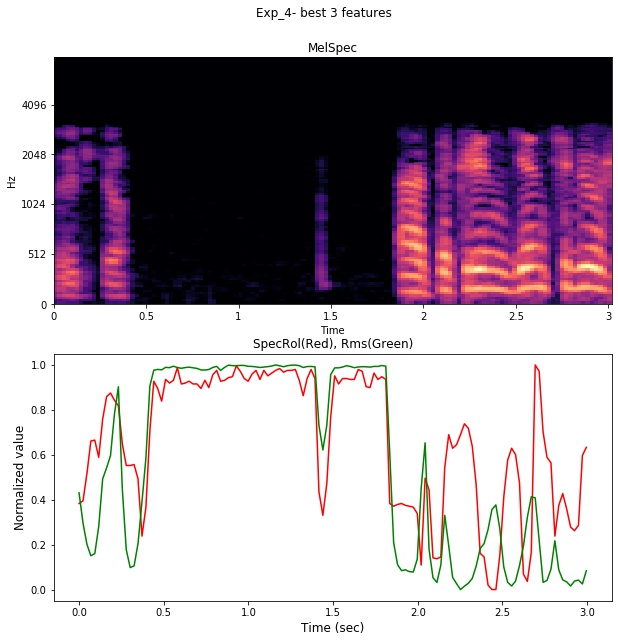 Exp_4- best 3 features
MelSpec
4096
2048
1024
512
0
Hz
0 0.5 1 1.5 2 2.5 3
Time
SpecRol(Red), Rms(Green)
1.0
0.8
0.6
0.4
0.2
0.0
Normalized value
0.0 0.5 1.0 1.5 2.0 2.5 3.0
Time (sec)